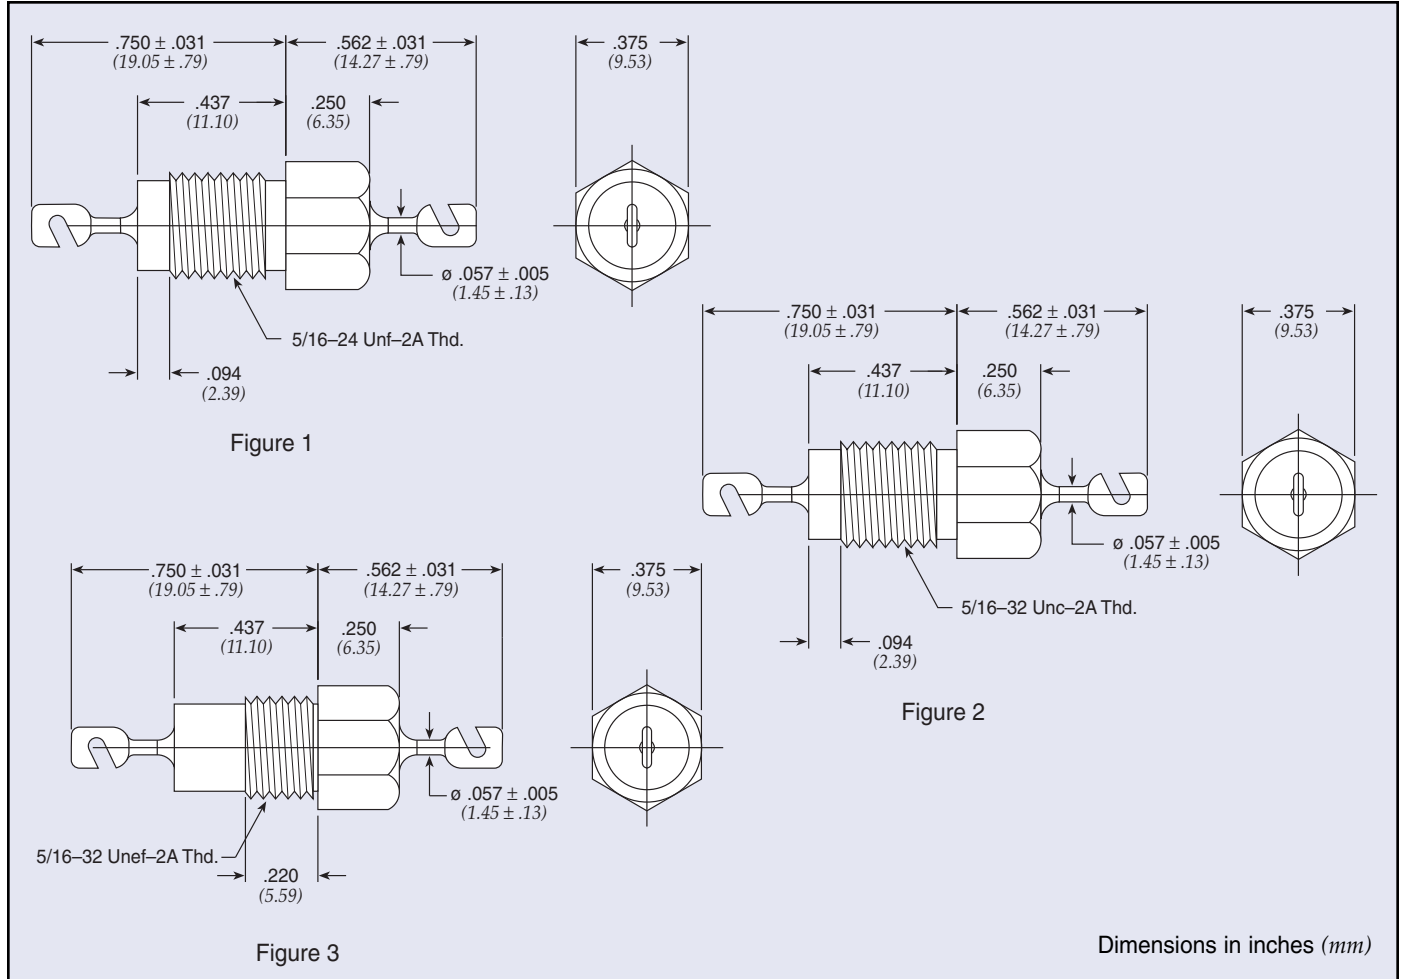 .750 ± .031
(19.05 ± .79)
.562 ± .031
(14.27 ± .79)
.375
(9.53)
.437
(11.10)
.250
(6.35)
ø .057 ± .005
(1.45 ± .13)
5/16–24 Unf–2A Thd.
.094
(2.39)
Figure 1
.750 ± .031
(19.05 ± .79)
.562 ± .031
(14.27 ± .79)
.375
(9.53)
.437
(11.10)
.250
(6.35)
ø .057 ± .005
(1.45 ± .13)
5/16–32 Unc–2A Thd.
.094
(2.39)
Figure 2
.750 ± .031
(19.05 ± .79)
.562 ± .031
(14.27 ± .79)
.375
(9.53)
.437
(11.10)
.250
(6.35)
ø .057 ± .005
(1.45 ± .13)
5/16–32 Unef–2A Thd.
.220
(5.59)
Figure 3
Dimensions in inches (mm)